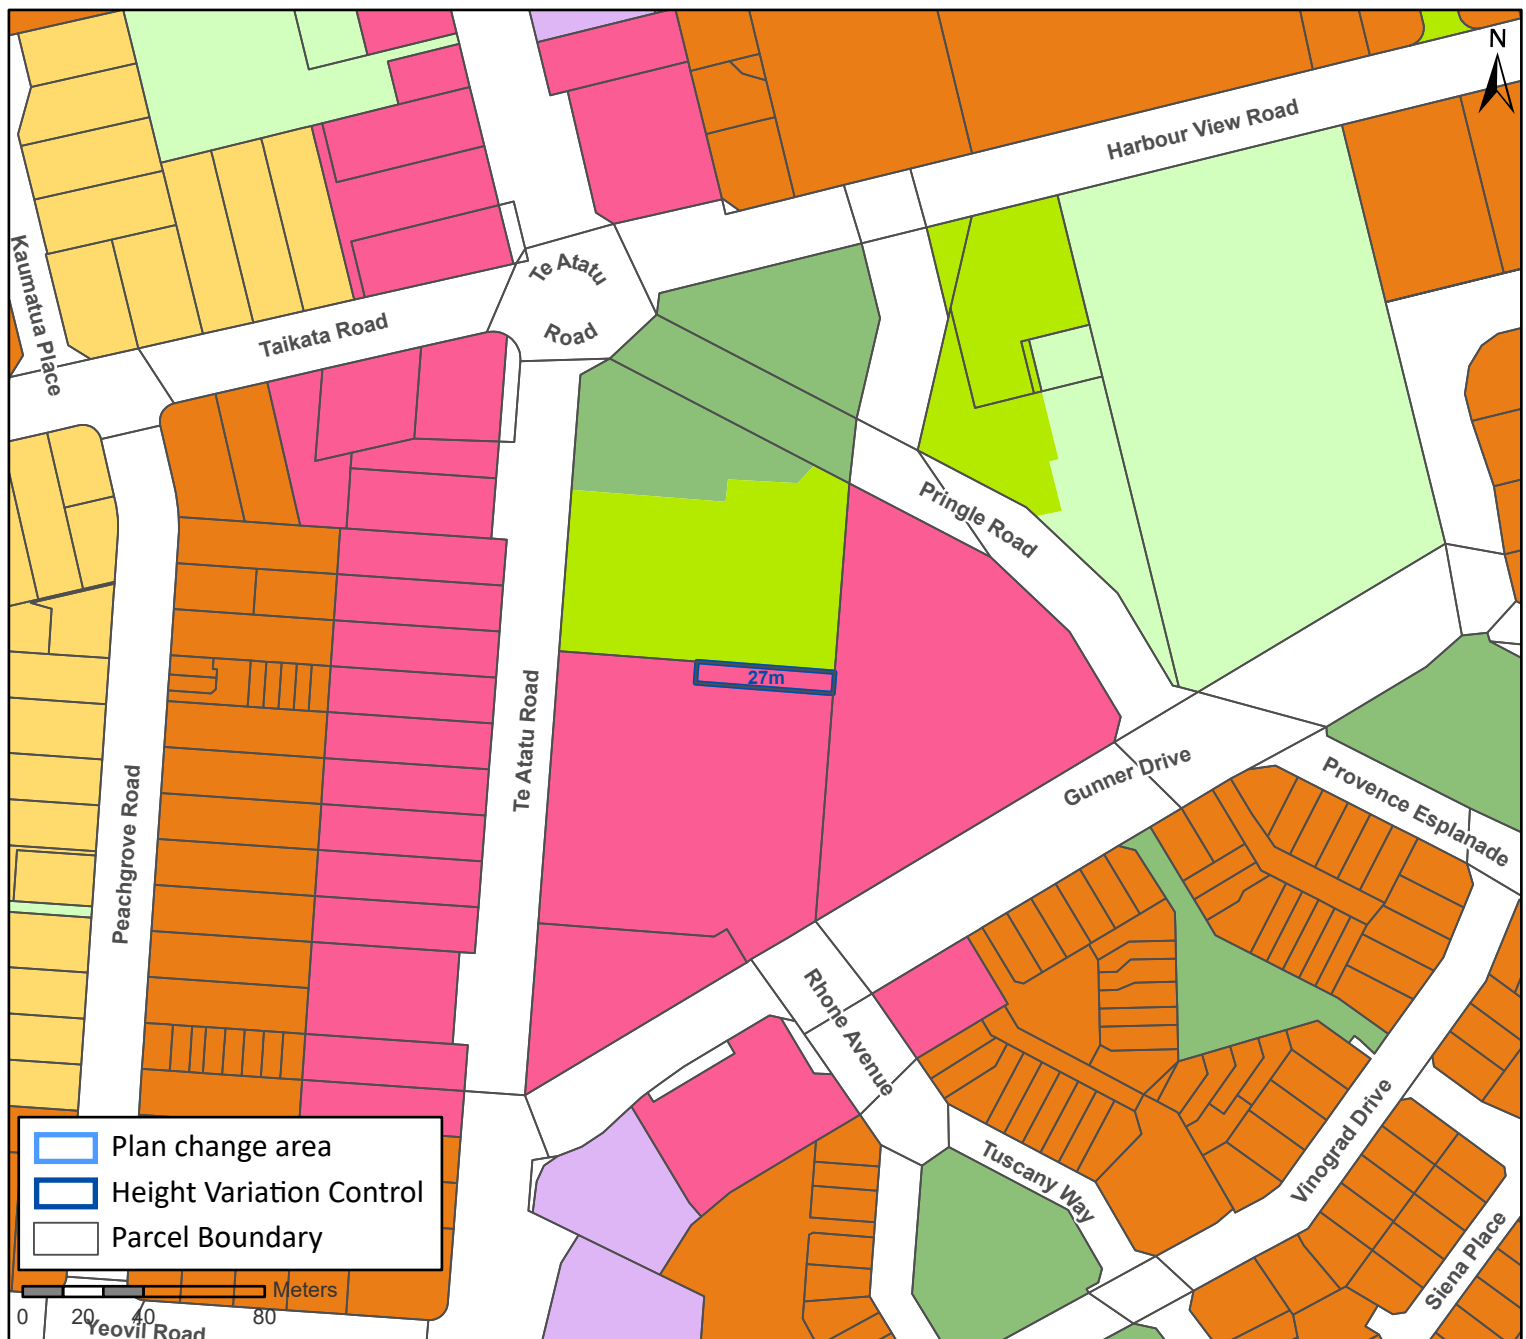 N
Harbour View Road
Kaumatua Place
Te Atatu
Road
Taikata Road
Pringle Road
27m
Te Atatu Road
Gunner Drive
Provence Esplanade
Peachgrove Road
Rhone Avenue
Tuscany Way
Vinograd Drive
Siena Place
Plan change area
Height Variation Control
Parcel Boundary
Meters
0 20 40 80
Yeovil Road